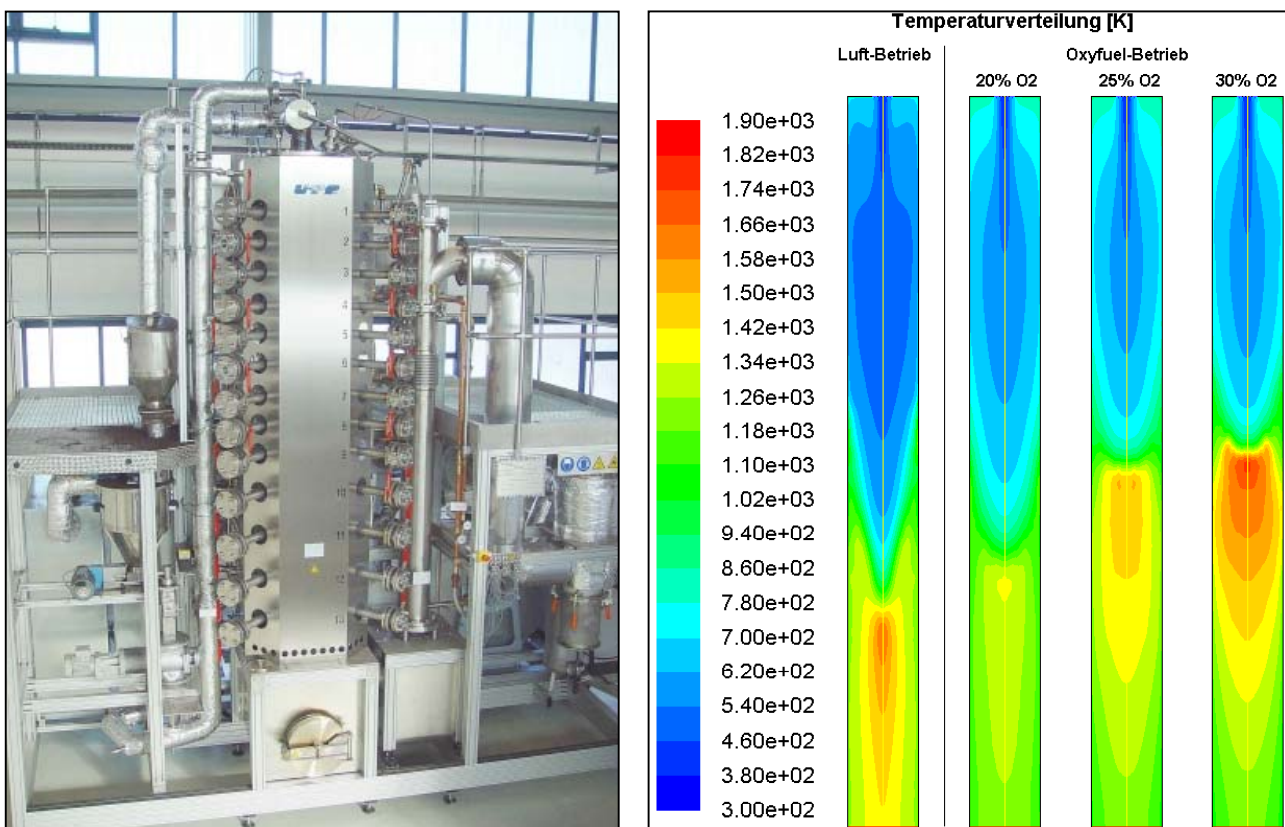 1
2
3
4
5
6
7
8
9
10
11
12
13
Temperaturverteilung [K]
Luft-Betrieb
Oxyfuel-Betrieb
20% O2
25% O2
30% O2
1.90e+03
1.82e+03
1.74e+03
1.66e+03
1.58e+03
1.50e+03
1.42e+03
1.34e+03
1.26e+03
1.18e+03
1.10e+03
1.02e+03
9.40e+02
8.60e+02
7.80e+02
7.00e+02
6.20e+02
5.40e+02
4.60e+02
3.80e+02
3.00e+02